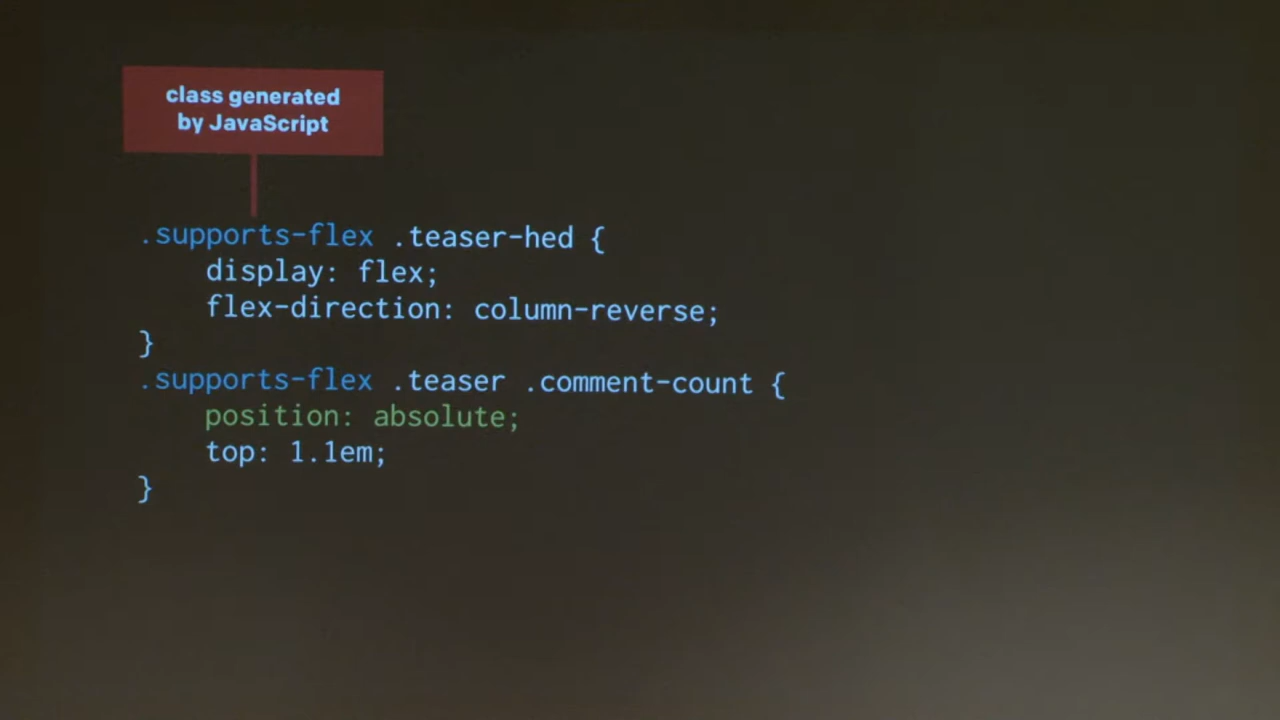 class generated
by JavaScript
.supports-flex .teaser-hed {
    display: flex;
    flex-direction: column-reverse;
}
.supports-flex .teaser .comment-count {
    position: absolute;
    top: 1.1em;
}